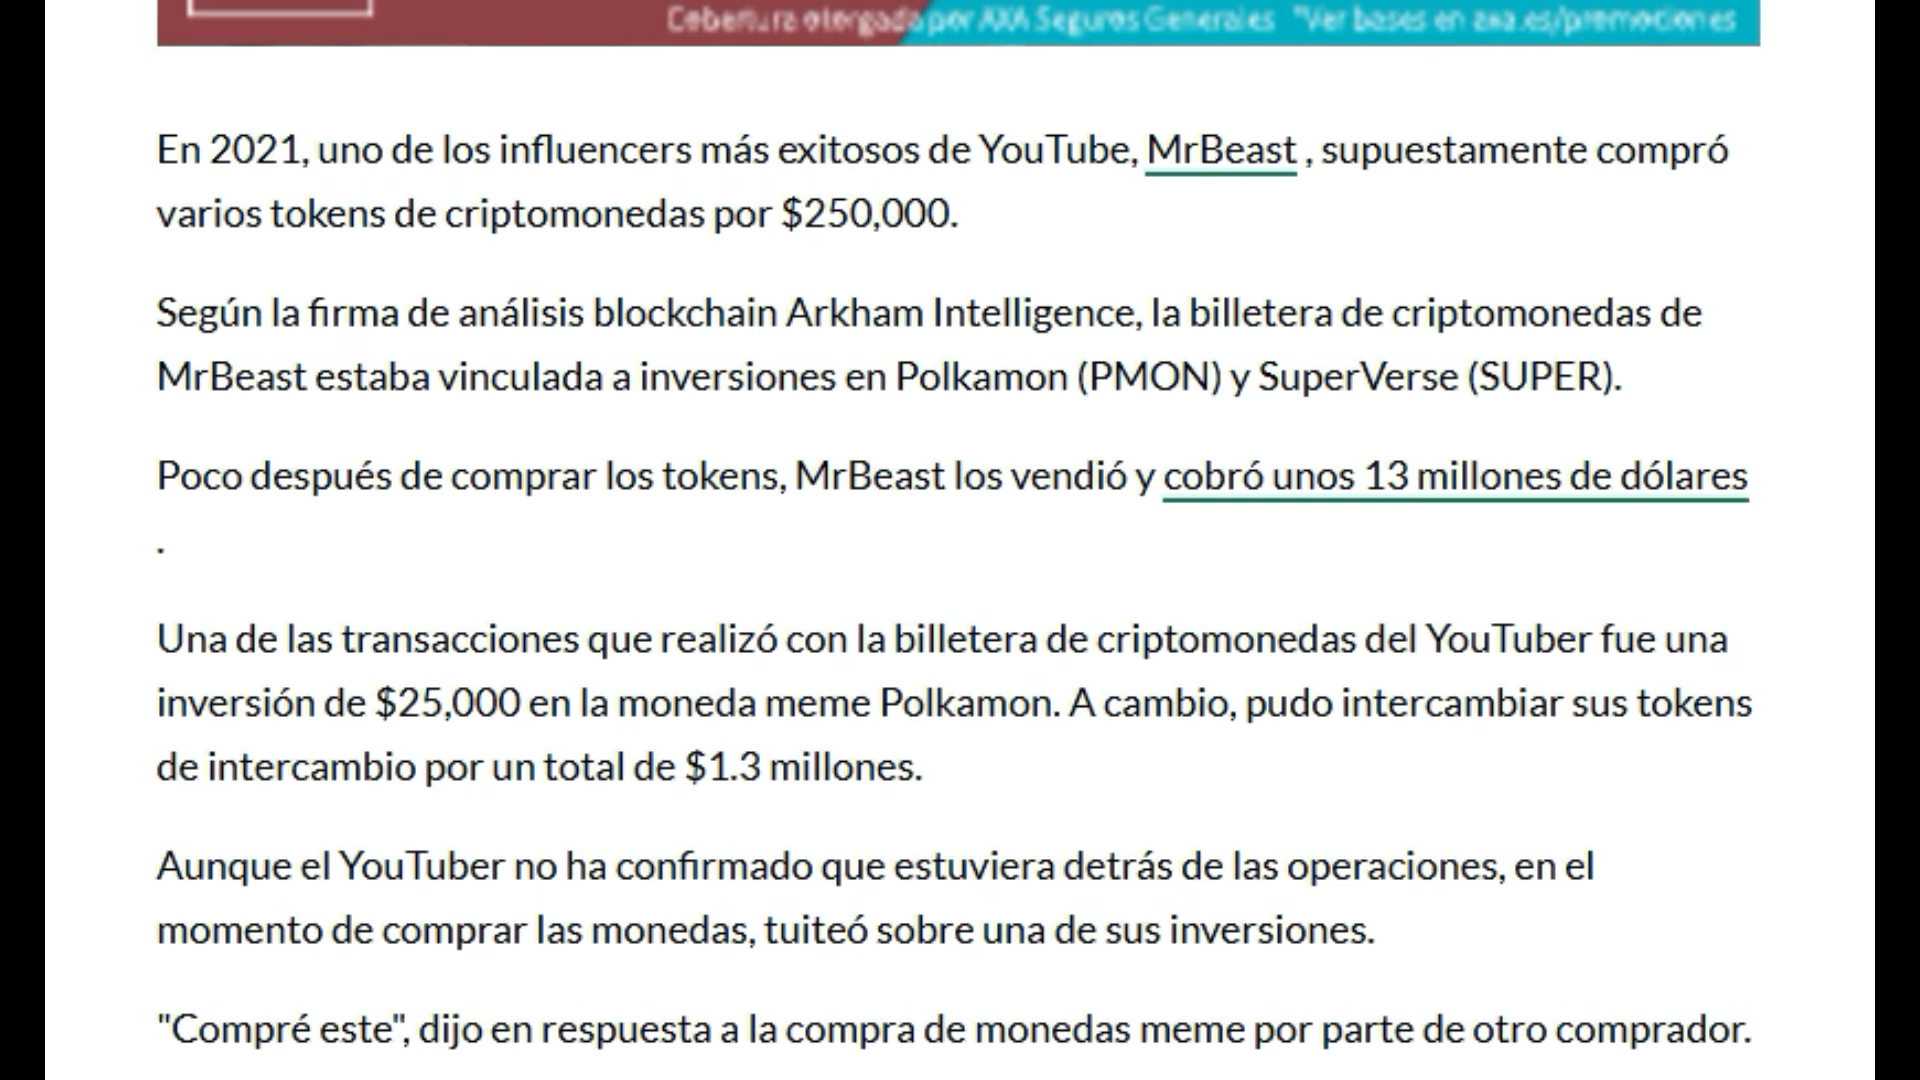 Cobertura otorgada por AXA Seguros Generales *Ver bases en axa.es/promociones
En 2021, uno de los influencers más exitosos de YouTube, MrBeast , supuestamente compró
varios tokens de criptomonedas por $250,000.
Según la firma de análisis blockchain Arkham Intelligence, la billetera de criptomonedas de
MrBeast estaba vinculada a inversiones en Polkamon (PMON) y SuperVerse (SUPER).
Poco después de comprar los tokens, MrBeast los vendió y cobró unos 13 millones de dólares
.
Una de las transacciones que realizó con la billetera de criptomonedas del YouTuber fue una
inversión de $25,000 en la moneda meme Polkamon. A cambio, pudo intercambiar sus tokens
de intercambio por un total de $1.3 millones.
Aunque el YouTuber no ha confirmado que estuviera detrás de las operaciones, en el
momento de comprar las monedas, tuiteó sobre una de sus inversiones.
"Compré este", dijo en respuesta a la compra de monedas meme por parte de otro comprador.